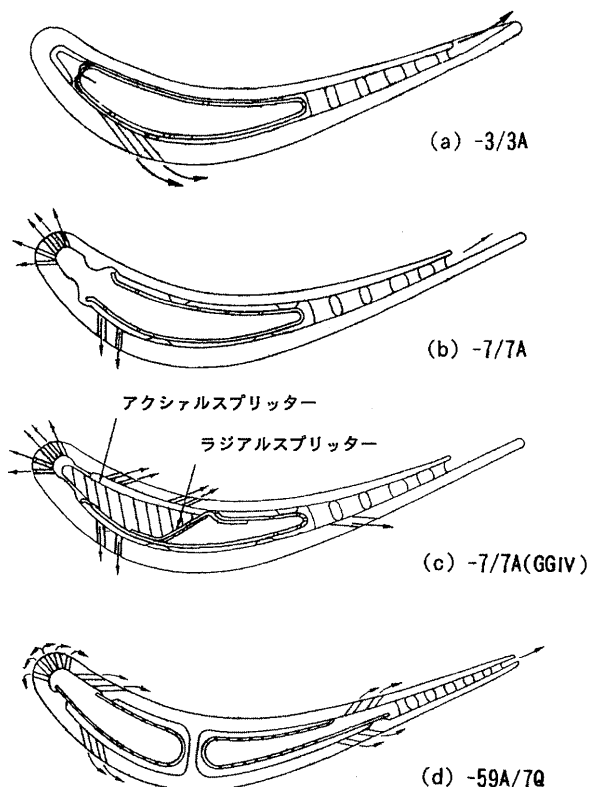 (a) -3/3A
(b) -7/7A
アクシャルスプリッター
ラジアルスプリッター
(c) -7/7A(GGIV)
(d) -59A/7Q